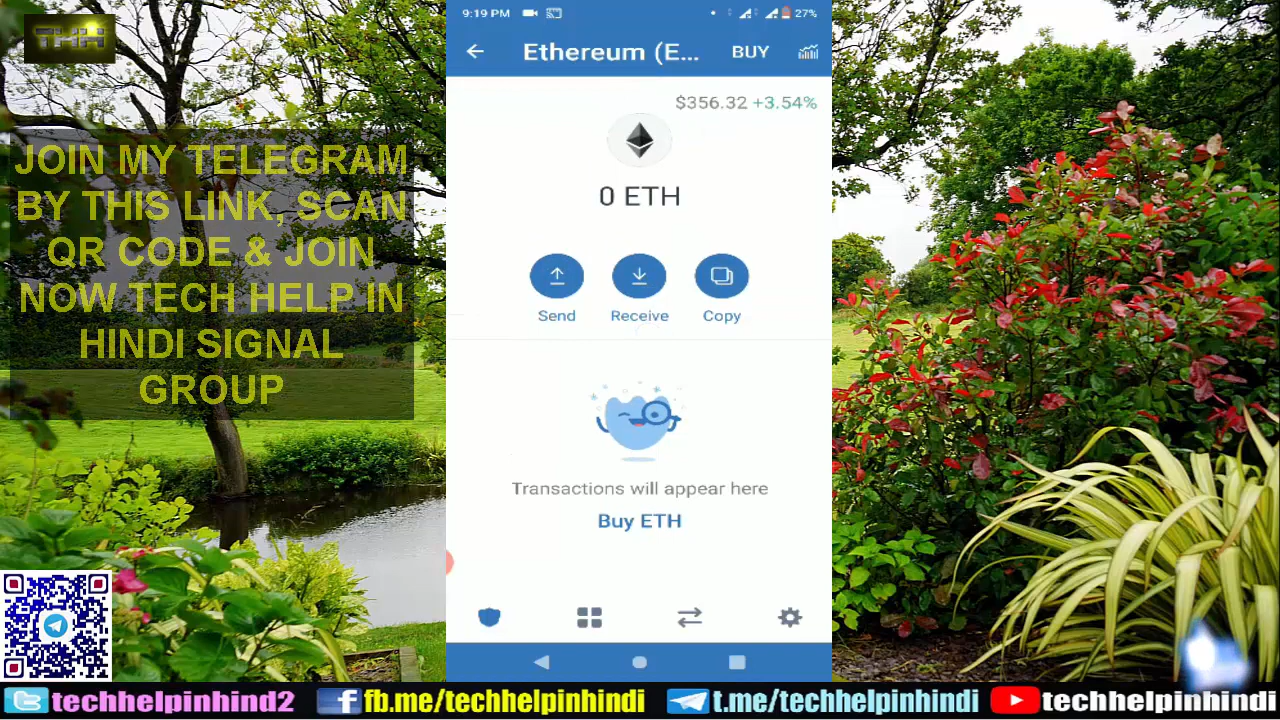 THH
9:19 PM
27%
Ethereum (E...
BUY
$356.32 +3.54%
0 ETH
Send
Receive
Copy
Transactions will appear here
Buy ETH
JOIN MY TELEGRAM
BY THIS LINK, SCAN
QR CODE & JOIN
NOW TECH HELP IN
HINDI SIGNAL
GROUP
techhelpinhind2
fb.me/techhelpinhindi
t.me/techhelpinhindi
techhelpinhindi